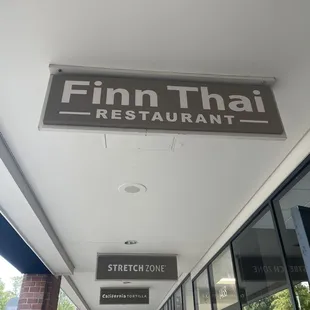 Finn Thai
RESTAURANT
STRETCH ZONE
California TORTILLA